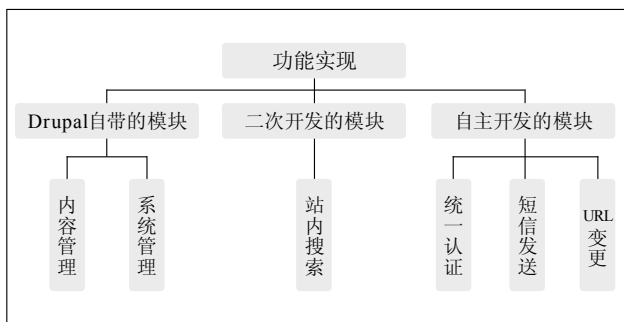 功能实现
Drupal自带的模块
二次开发的模块
自主开发的模块
内容管理
系统管理
站内搜索
统一认证
短信发送
URL变更